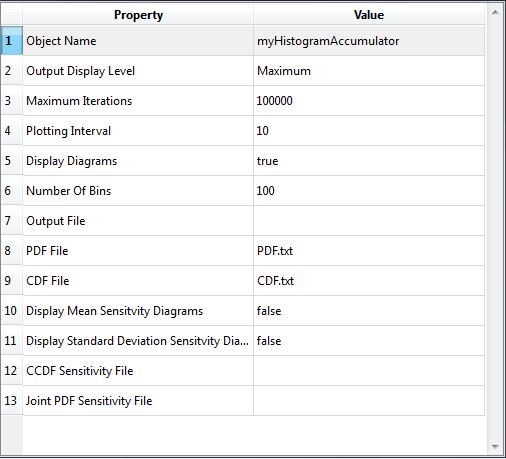 Property Value
1 Object Name myHistogramAccumulator
2 Output Display Level Maximum
3 Maximum Iterations 100000
4 Plotting Interval 10
5 Display Diagrams true
6 Number Of Bins 100
7 Output File
8 PDF File PDF.txt
9 CDF File CDF.txt
10 Display Mean Sensitvity Diagrams false
11 Display Standard Deviation Sensitvity Dia... false
12 CCDF Sensitivity File
13 Joint PDF Sensitivity File